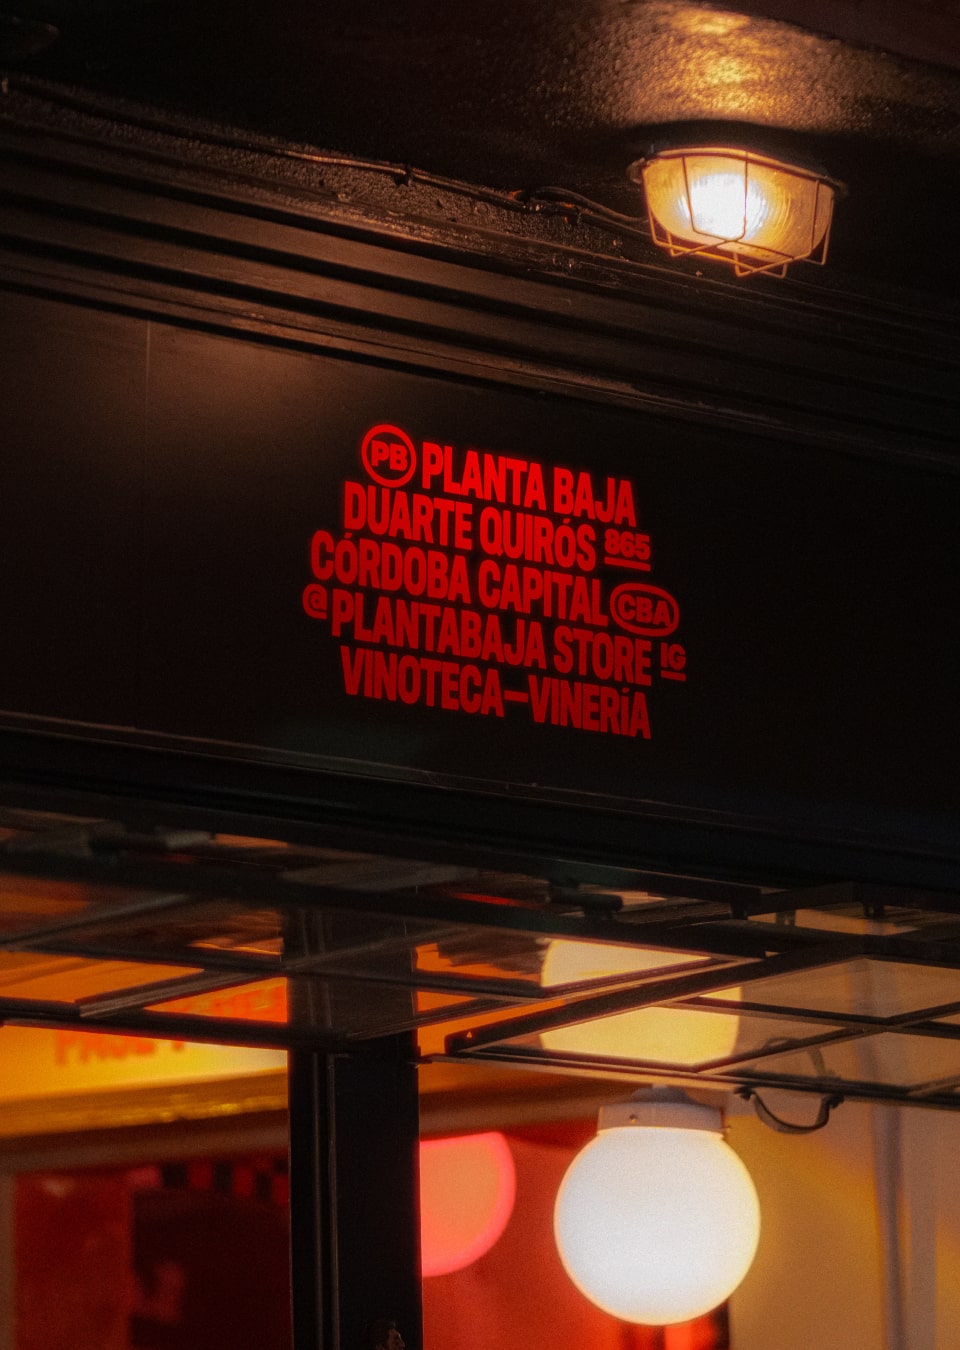 PB PLANTA BAJA
DUARTE QUIRÓS 865
CÓRDOBA CAPITAL CBA
@PLANTABAJA STORE IG
VINOTECA—VINERÍA